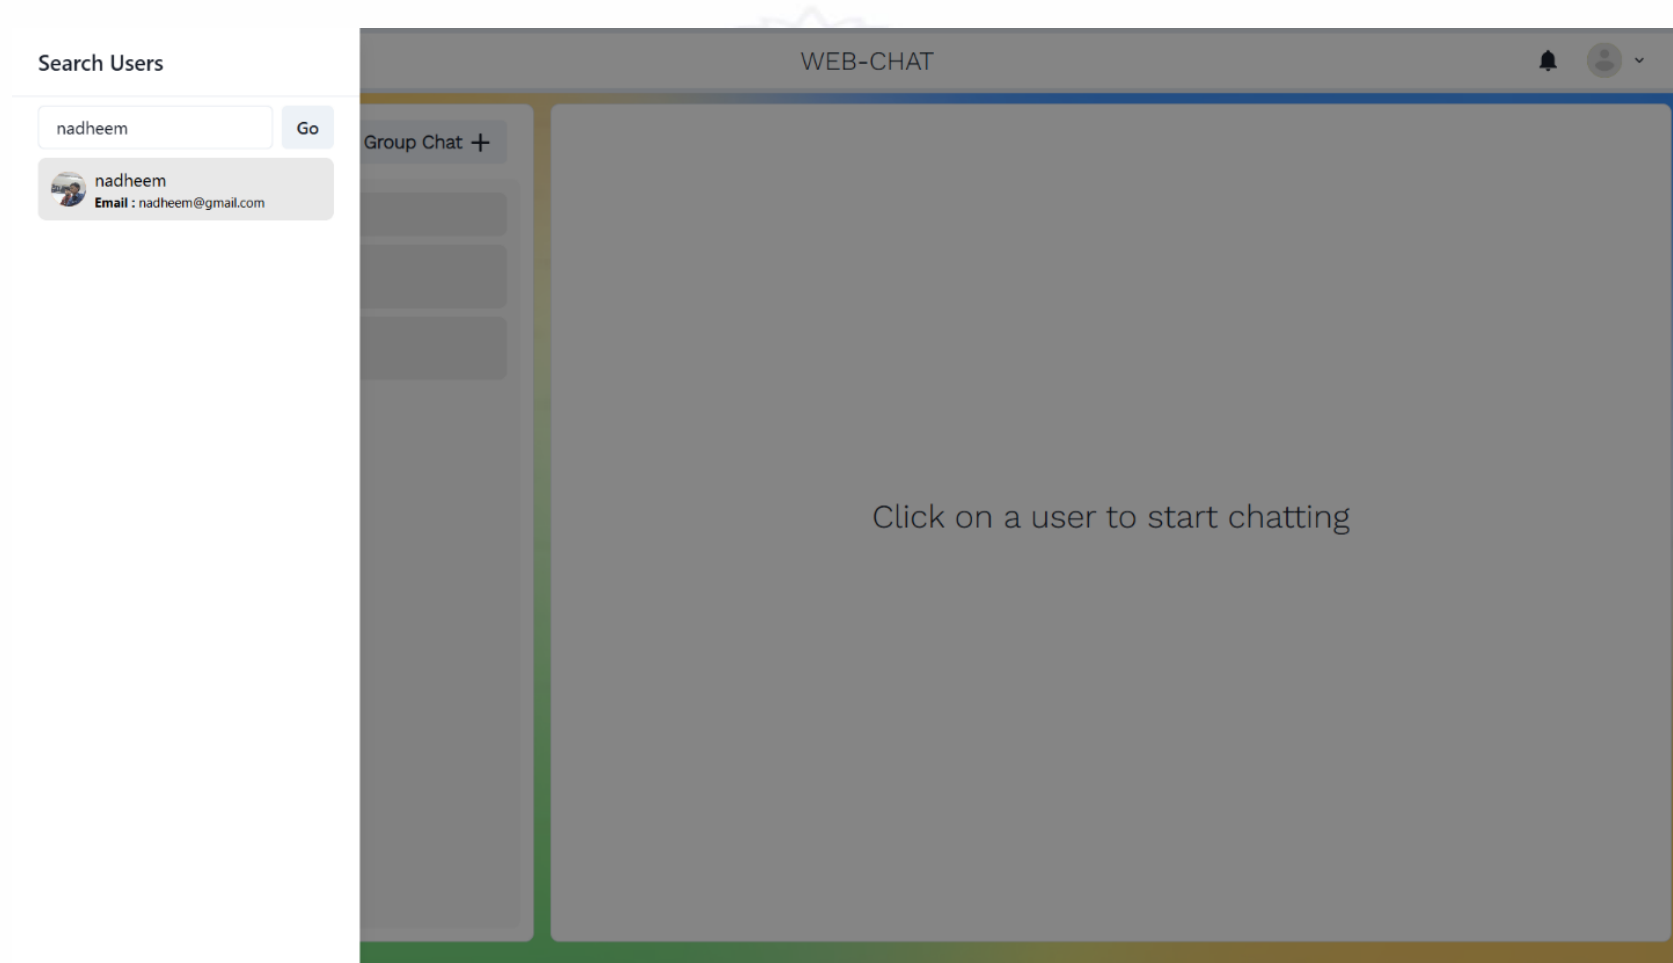 Search Users
nadheem
Go
nadheem
Email : nadheem@gmail.com
WEB-CHAT
Group Chat +
Click on a user to start chatting